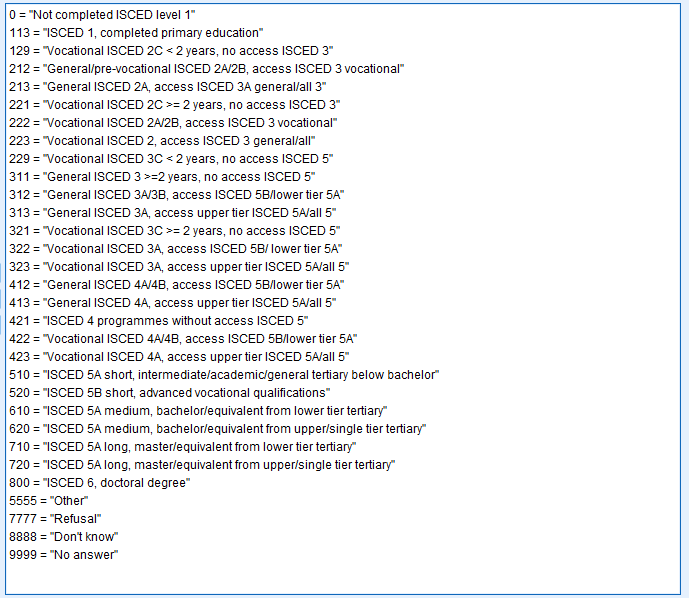 0 = "Not completed ISCED level 1"
113 = "ISCED 1, completed primary education"
129 = "Vocational ISCED 2C < 2 years, no access ISCED 3"
212 = "General/pre-vocational ISCED 2A/2B, access ISCED 3 vocational"
213 = "General ISCED 2A, access ISCED 3A general/all 3"
221 = "Vocational ISCED 2C >= 2 years, no access ISCED 3"
222 = "Vocational ISCED 2A/2B, access ISCED 3 vocational"
223 = "Vocational ISCED 2, access ISCED 3 general/all"
229 = "Vocational ISCED 3C < 2 years, no access ISCED 5"
311 = "General ISCED 3 >=2 years, no access ISCED 5"
312 = "General ISCED 3A/3B, access ISCED 5B/lower tier 5A"
313 = "General ISCED 3A, access upper tier ISCED 5A/all 5"
321 = "Vocational ISCED 3C >= 2 years, no access ISCED 5"
322 = "Vocational ISCED 3A, access ISCED 5B/ lower tier 5A"
323 = "Vocational ISCED 3A, access upper tier ISCED 5A/all 5"
412 = "General ISCED 4A/4B, access ISCED 5B/lower tier 5A"
413 = "General ISCED 4A, access upper tier ISCED 5A/all 5"
421 = "ISCED 4 programmes without access ISCED 5"
422 = "Vocational ISCED 4A/4B, access ISCED 5B/lower tier 5A"
423 = "Vocational ISCED 4A, access upper tier ISCED 5A/all 5"
510 = "ISCED 5A short, intermediate/academic/general tertiary below bachelor"
520 = "ISCED 5B short, advanced vocational qualifications"
610 = "ISCED 5A medium, bachelor/equivalent from lower tier tertiary"
620 = "ISCED 5A medium, bachelor/equivalent from upper/single tier tertiary"
710 = "ISCED 5A long, master/equivalent from lower tier tertiary"
720 = "ISCED 5A long, master/equivalent from upper/single tier tertiary"
800 = "ISCED 6, doctoral degree"
5555 = "Other"
7777 = "Refusal"
8888 = "Don't know"
9999 = "No answer"